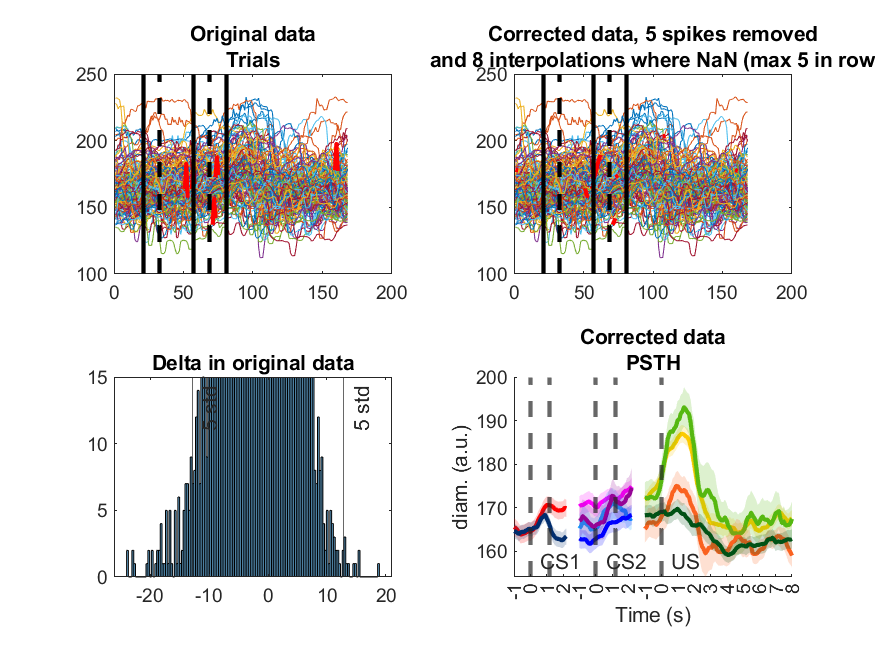 Original data
Trials
250
200
150
100
0
50
100
150
200
Corrected data, 5 spikes removed
and 8 interpolations where NaN (max 5 in row
250
200
150
100
0
50
100
150
200
Delta in original data
15
10
5
0
-20
-10
0
10
20
5 std
5 std
Corrected data
PSTH
200
190
180
170
160
diam. (a.u.)
CS1
CS2
US
-1 0 1 2 -1 0 1 2 -1 0 1 2 3 4 5 6 7 8
Time (s)